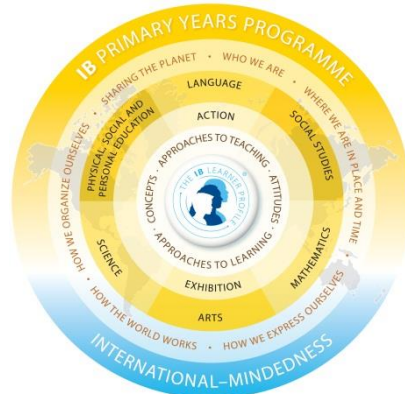 IB PRIMARY YEARS PROGRAMME
SHARING THE PLANET • WHO WE ARE • WHERE WE ARE IN PLACE AND TIME • HOW WE EXPRESS OURSELVES • HOW THE WORLD WORKS • HOW WE ORGANIZE OURSELVES •
LANGUAGE
SOCIAL STUDIES
MATHEMATICS
ARTS
SCIENCE
PHYSICAL, SOCIAL AND
PERSONAL EDUCATION
ACTION
EXHIBITION
APPROACHES TO TEACHING • ATTITUDES • APPROACHES TO LEARNING • CONCEPTS •
THE IB LEARNER PROFILE
INTERNATIONAL–MINDEDNESS